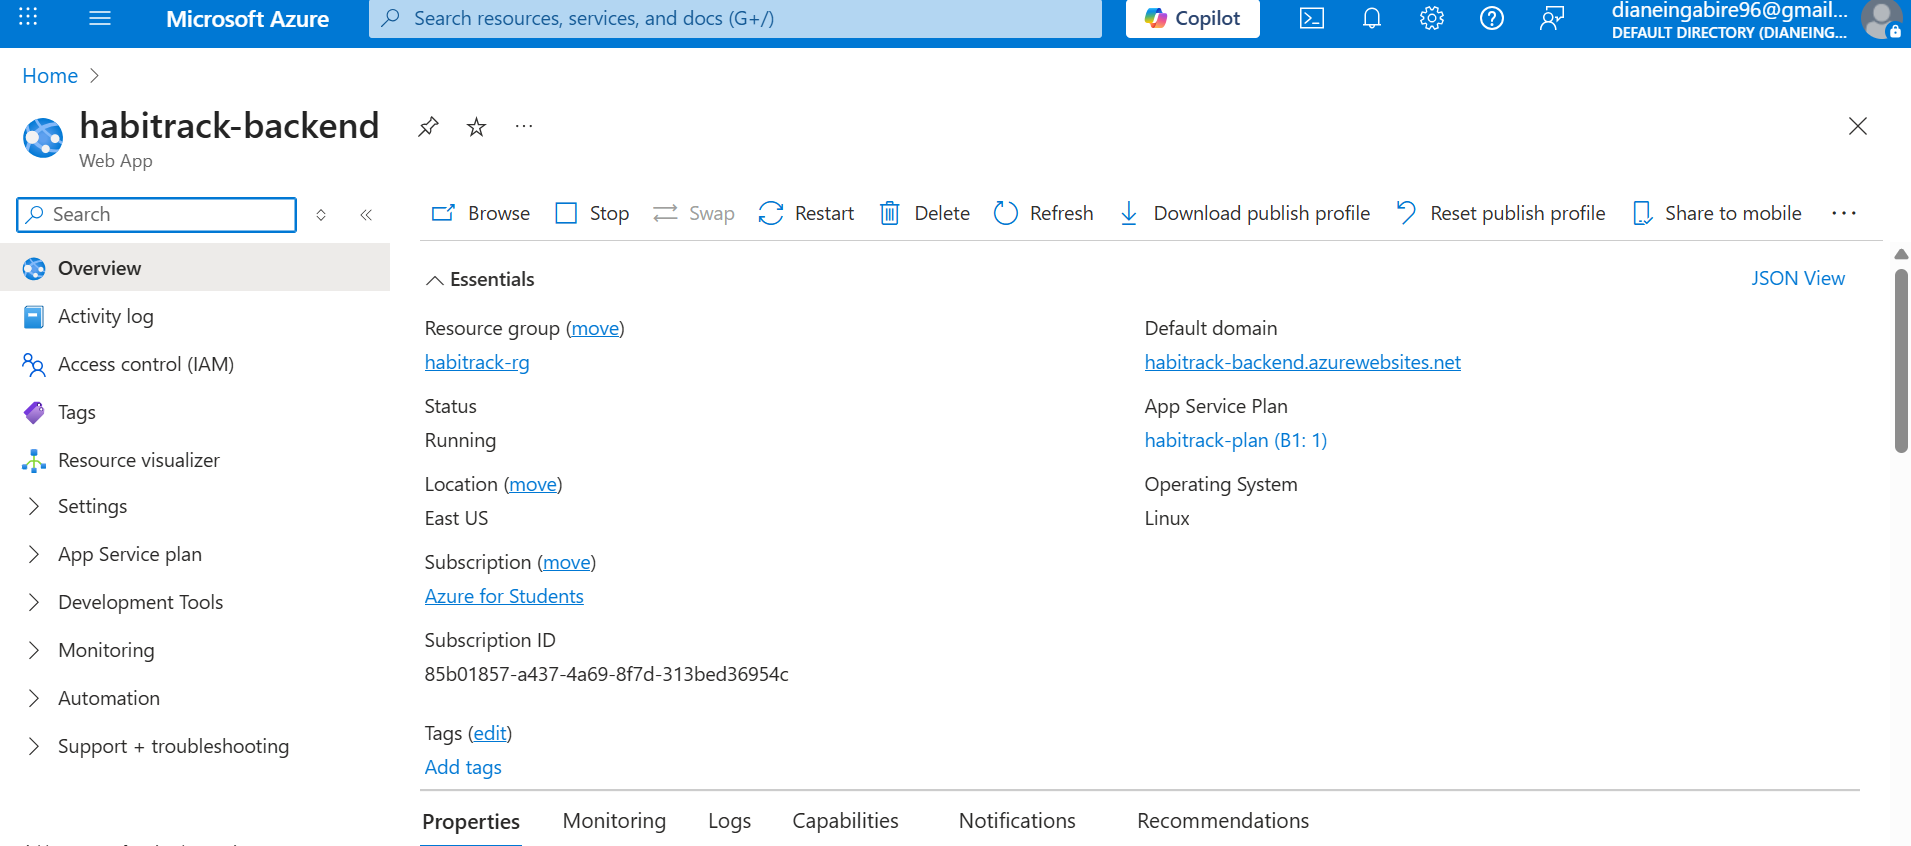 Microsoft Azure
Search resources, services, and docs (G+/)
Copilot
dianeingabire96@gmail...
DEFAULT DIRECTORY (DIANEING...
Home
habitrack-backend
Web App
Search
Browse
Stop
Swap
Restart
Delete
Refresh
Download publish profile
Reset publish profile
Share to mobile
Overview
Activity log
Access control (IAM)
Tags
Resource visualizer
Settings
App Service plan
Development Tools
Monitoring
Automation
Support + troubleshooting
Essentials
JSON View
Resource group (move)
habitrack-rg
Status
Running
Location (move)
East US
Subscription (move)
Azure for Students
Subscription ID
85b01857-a437-4a69-8f7d-313bed36954c
Default domain
habitrack-backend.azurewebsites.net
App Service Plan
habitrack-plan (B1: 1)
Operating System
Linux
Tags (edit)
Add tags
Properties
Monitoring
Logs
Capabilities
Notifications
Recommendations